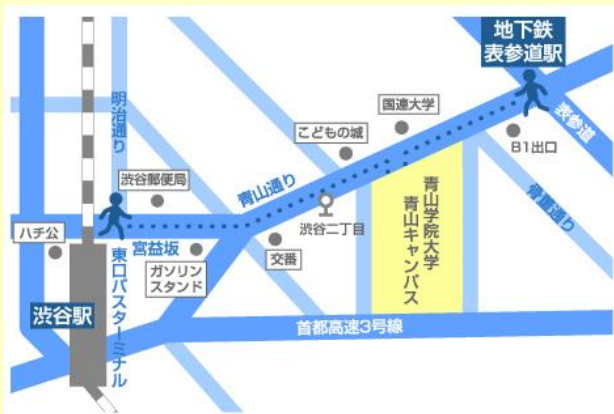 地下鉄
表参道駅
国連大学
こどもの城
表参道
B1出口
明治通り
渋谷郵便局
青山通り
骨董通り
渋谷二丁目
青山学院大学
青山キャンパス
ハチ公
宮益坂
ガソリン
スタンド
交番
東口バスターミナル
渋谷駅
首都高速3号線